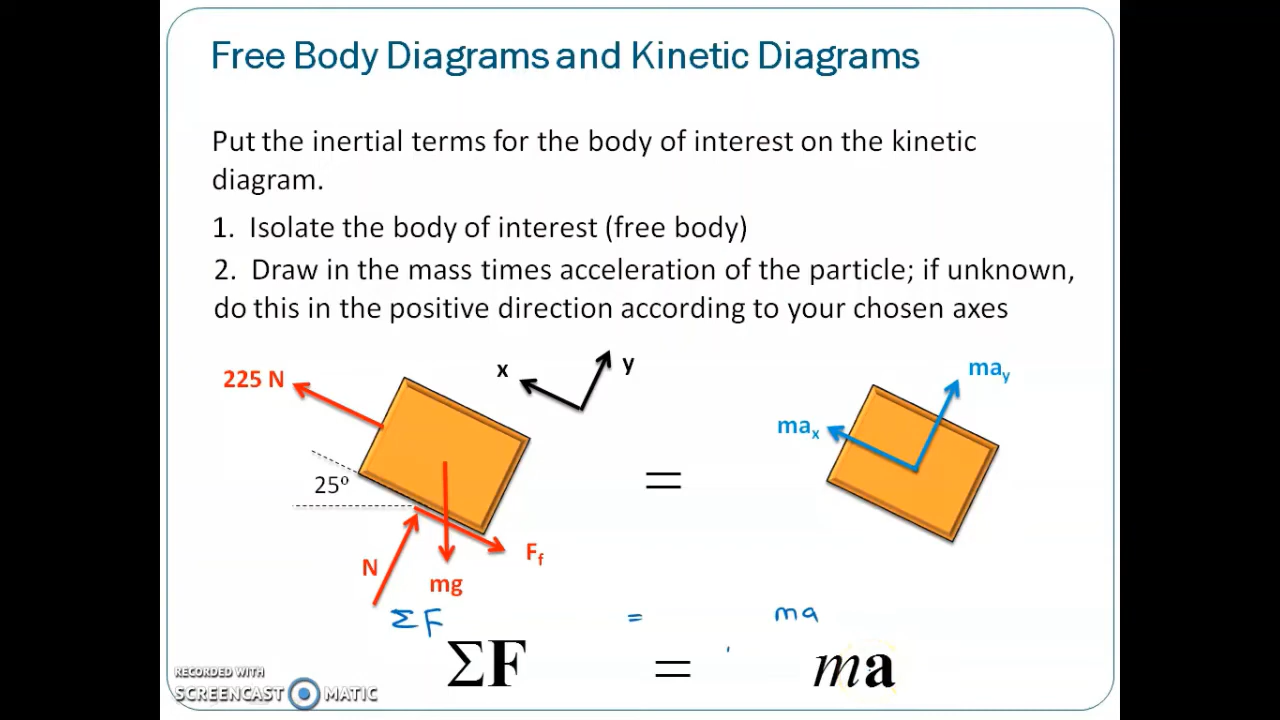 Free Body Diagrams and Kinetic Diagrams
Put the inertial terms for the body of interest on the kinetic
diagram.
1. Isolate the body of interest (free body)
2. Draw in the mass times acceleration of the particle; if unknown,
do this in the positive direction according to your chosen axes
225 N
x
y
may
max
25º
=
N
mg
Ff
ΣF = ma
ΣF = ma
RECORDED WITH
SCREENCAST MATIC